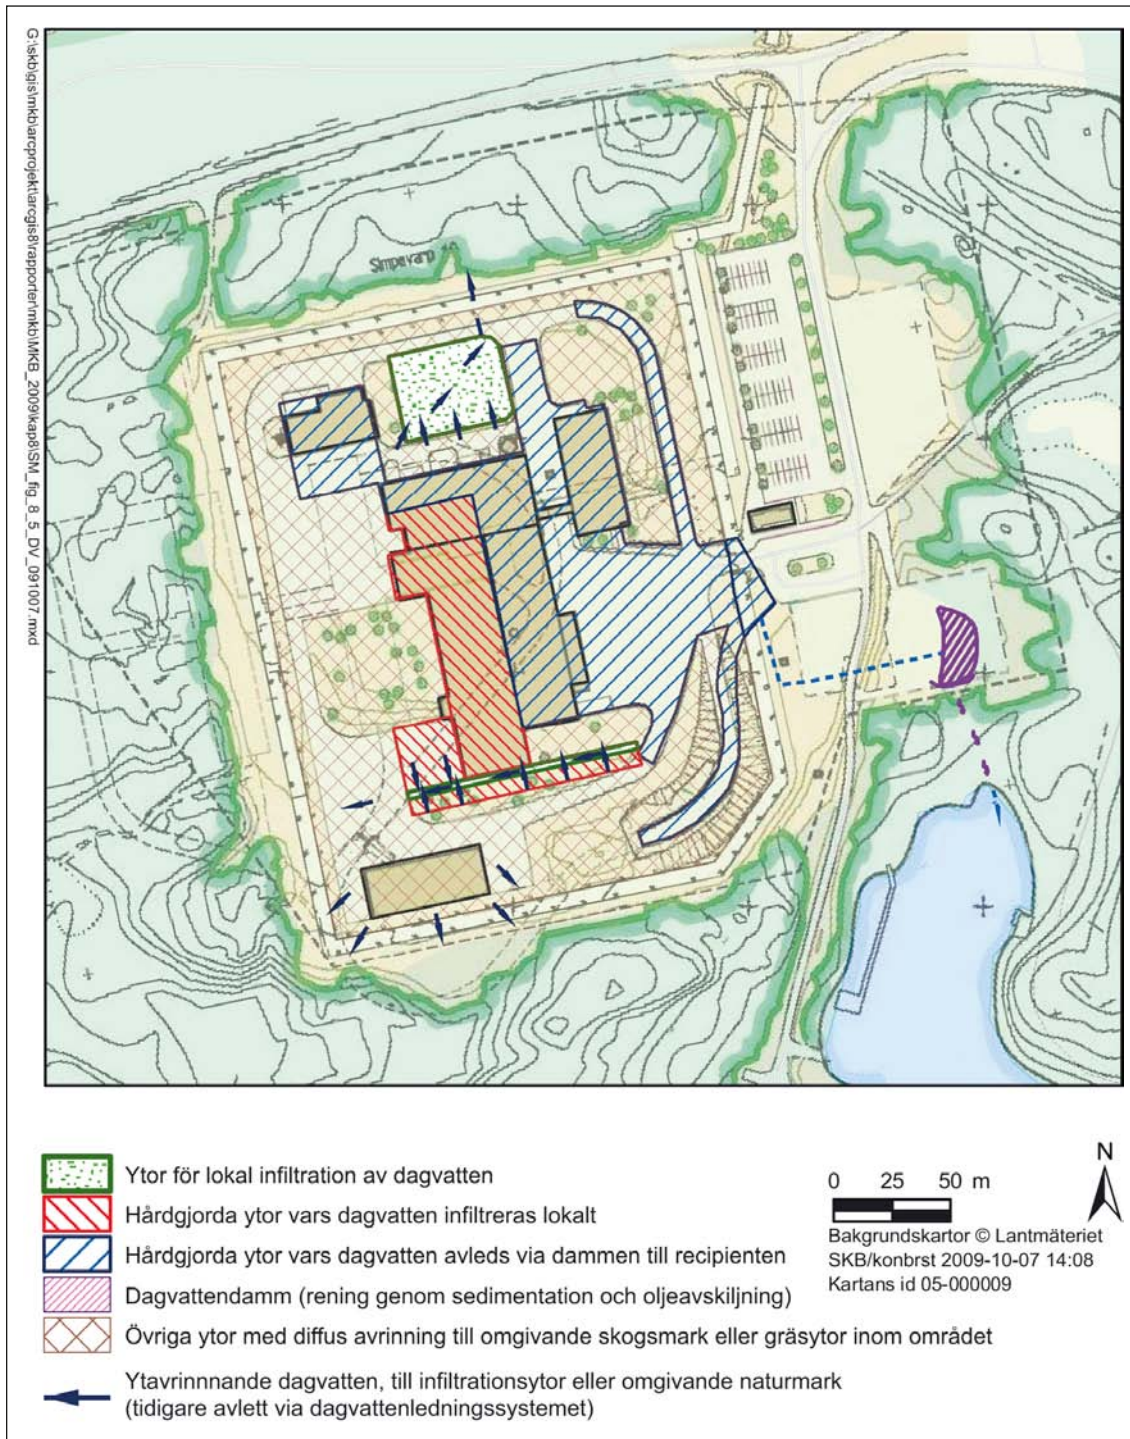 G:\skb\gis\mkb\arcprojekt\arcgis8\rapporter\mkb\MKB_2009\kap8\SM_fig_8_5_DV_091007.mxd
Simpevarp
Ytor för lokal infiltration av dagvatten
Hårdgjorda ytor vars dagvatten infiltreras lokalt
Hårdgjorda ytor vars dagvatten avleds via dammen till recipienten
Dagvattendamm (rening genom sedimentation och oljeavskiljning)
Övriga ytor med diffus avrinning till omgivande skogsmark eller gräsytor inom området
Ytavrinnnande dagvatten, till infiltrationsytor eller omgivande naturmark
(tidigare avlett via dagvattenledningssystemet)
N
0 25 50 m
Bakgrundskartor © Lantmäteriet
SKB/konbrst 2009-10-07 14:08
Kartans id 05-000009